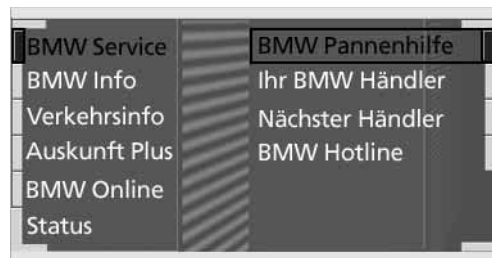 BMW Service
BMW Info
Verkehrsinfo
Auskunft Plus
BMW Online
Status
BMW Pannenhilfe
Ihr BMW Händler
Nächster Händler
BMW Hotline